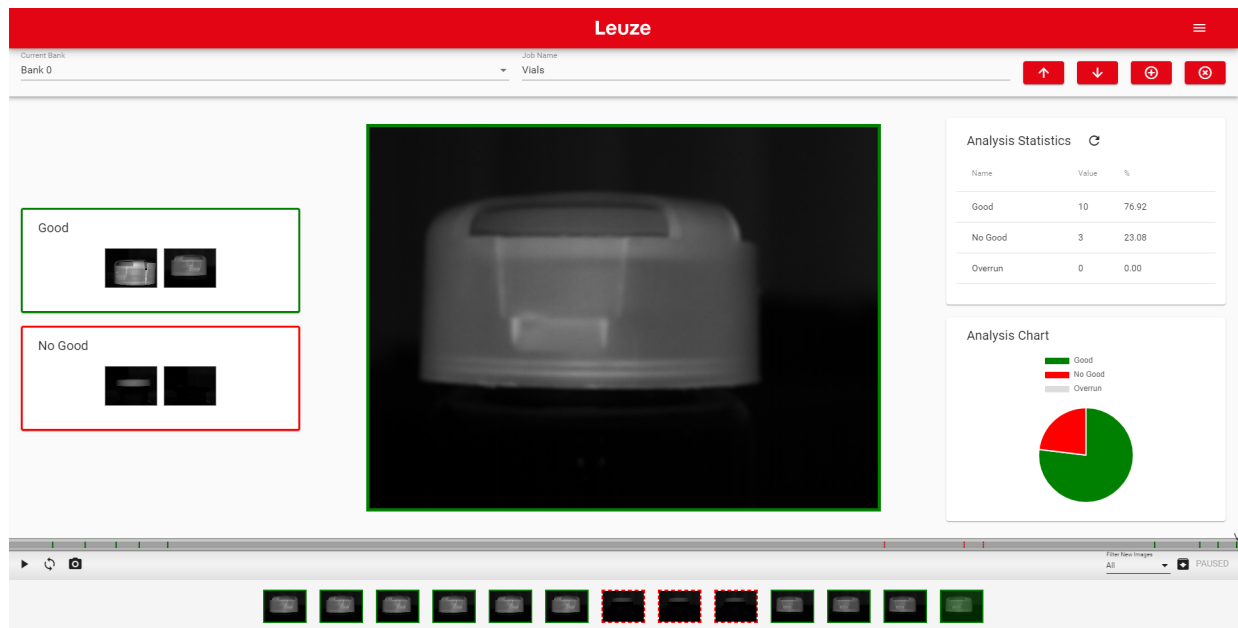 Leuze
Current Bank
Bank 0
Job Name
Vials
Good
No Good
Analysis Statistics
Name Value %
Good 10 76.92
No Good 3 23.08
Overrun 0 0.00
Analysis Chart
Good
No Good
Overrun
Filter New Images
All
PAUSED